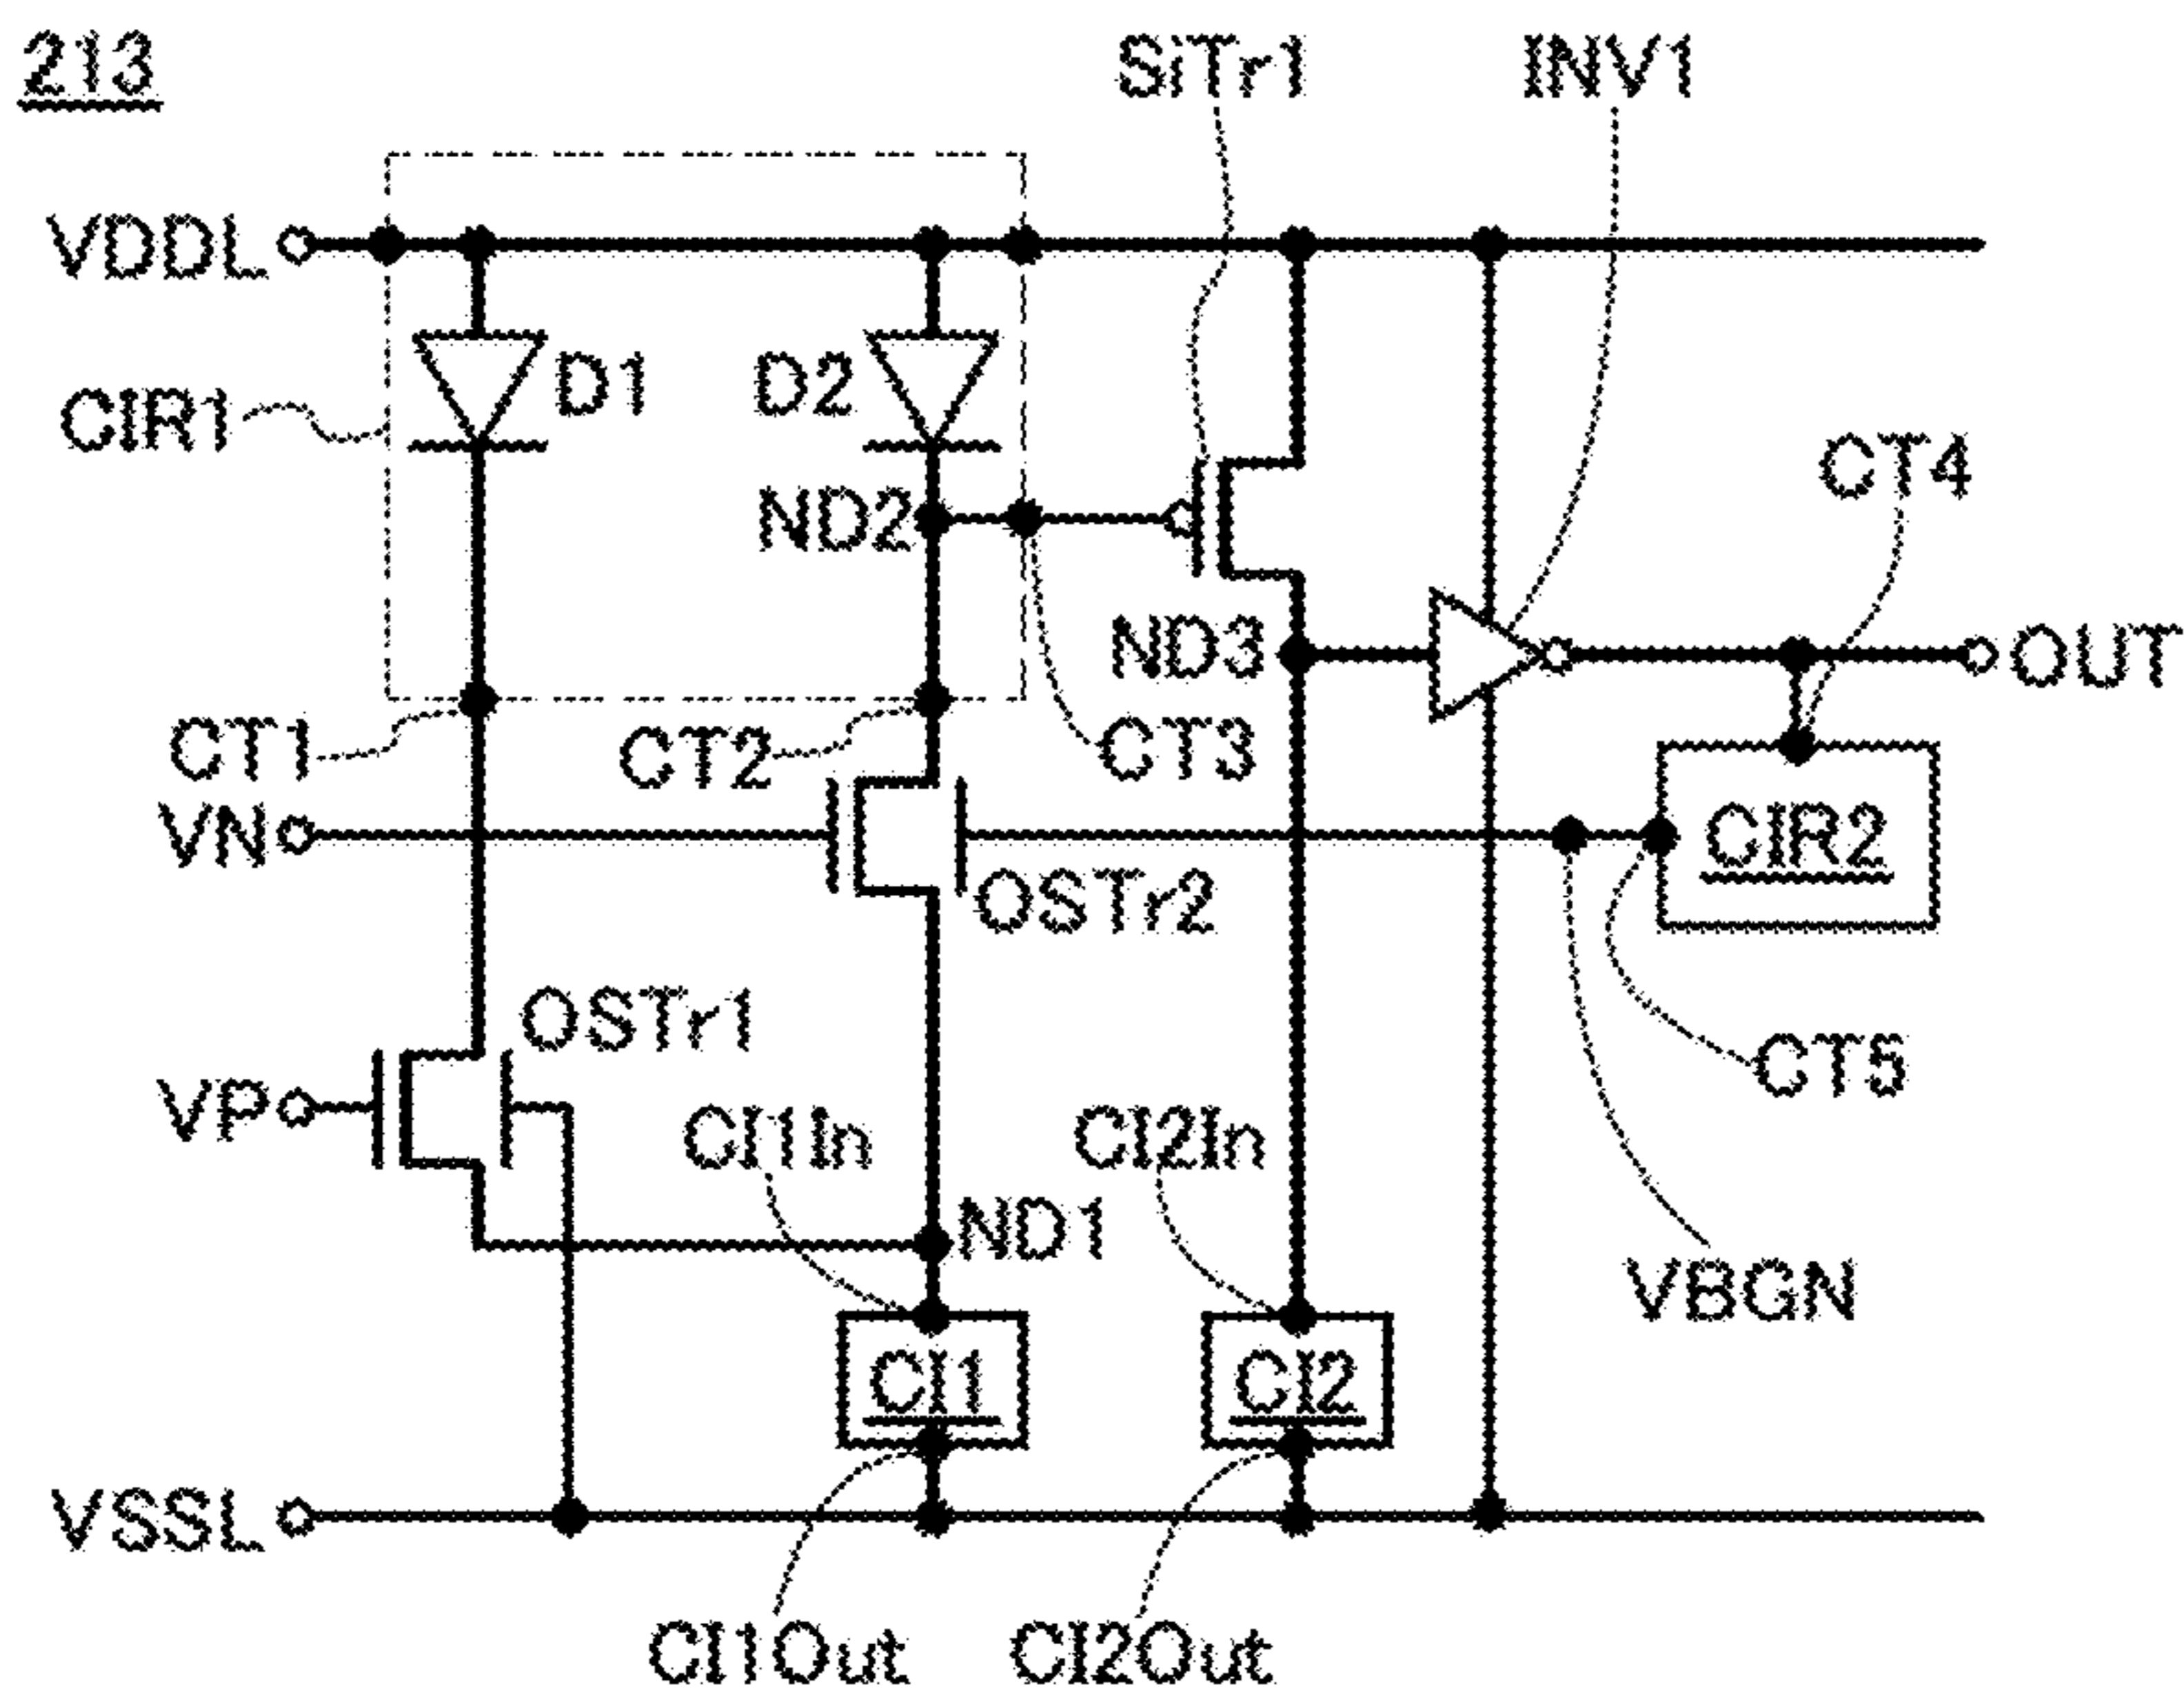 213
SiTr1
INV1
VDDL
D1
D2
CIR1
CT4
ND2
ND3
OUT
CT1
CT2
CT3
VN
CIR2
OSTr2
OSTr1
CT5
VP
CI1In
CI2In
ND1
VBGN
CI1
CI2
VSSL
CI1Out
CI2Out